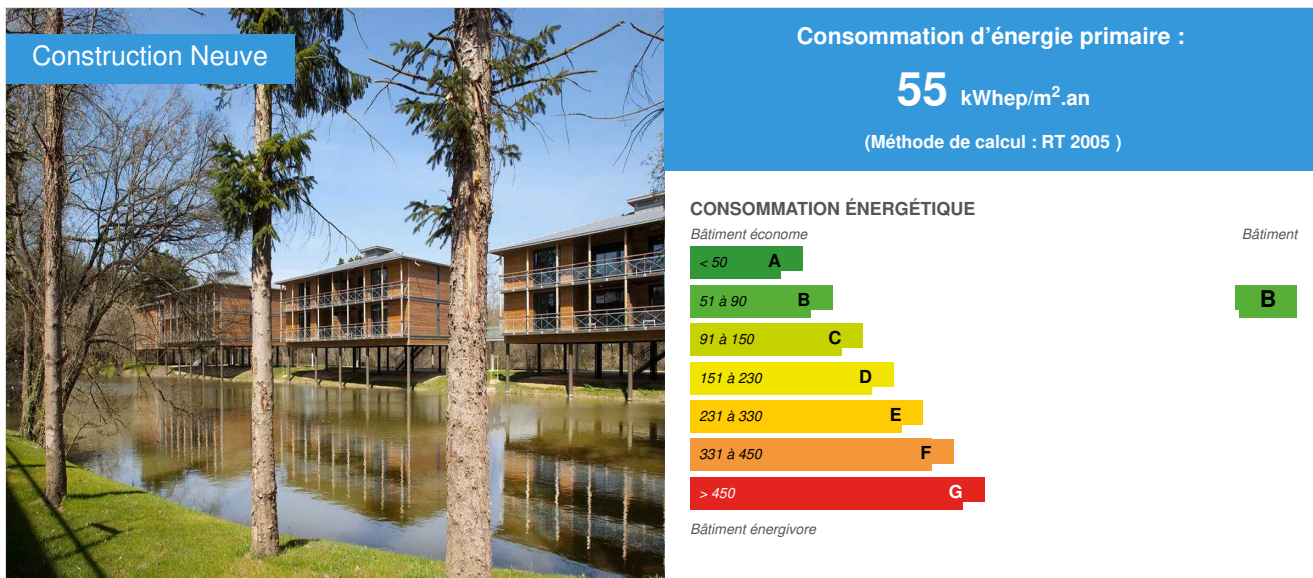 Construction Neuve
Consommation d'énergie primaire :
55 kWhep/m².an
(Méthode de calcul : RT 2005 )
CONSOMMATION ÉNERGÉTIQUE
Bâtiment économe
Bâtiment
< 50 A
51 à 90 B
B
91 à 150 C
151 à 230 D
231 à 330 E
331 à 450 F
> 450 G
Bâtiment énergivore